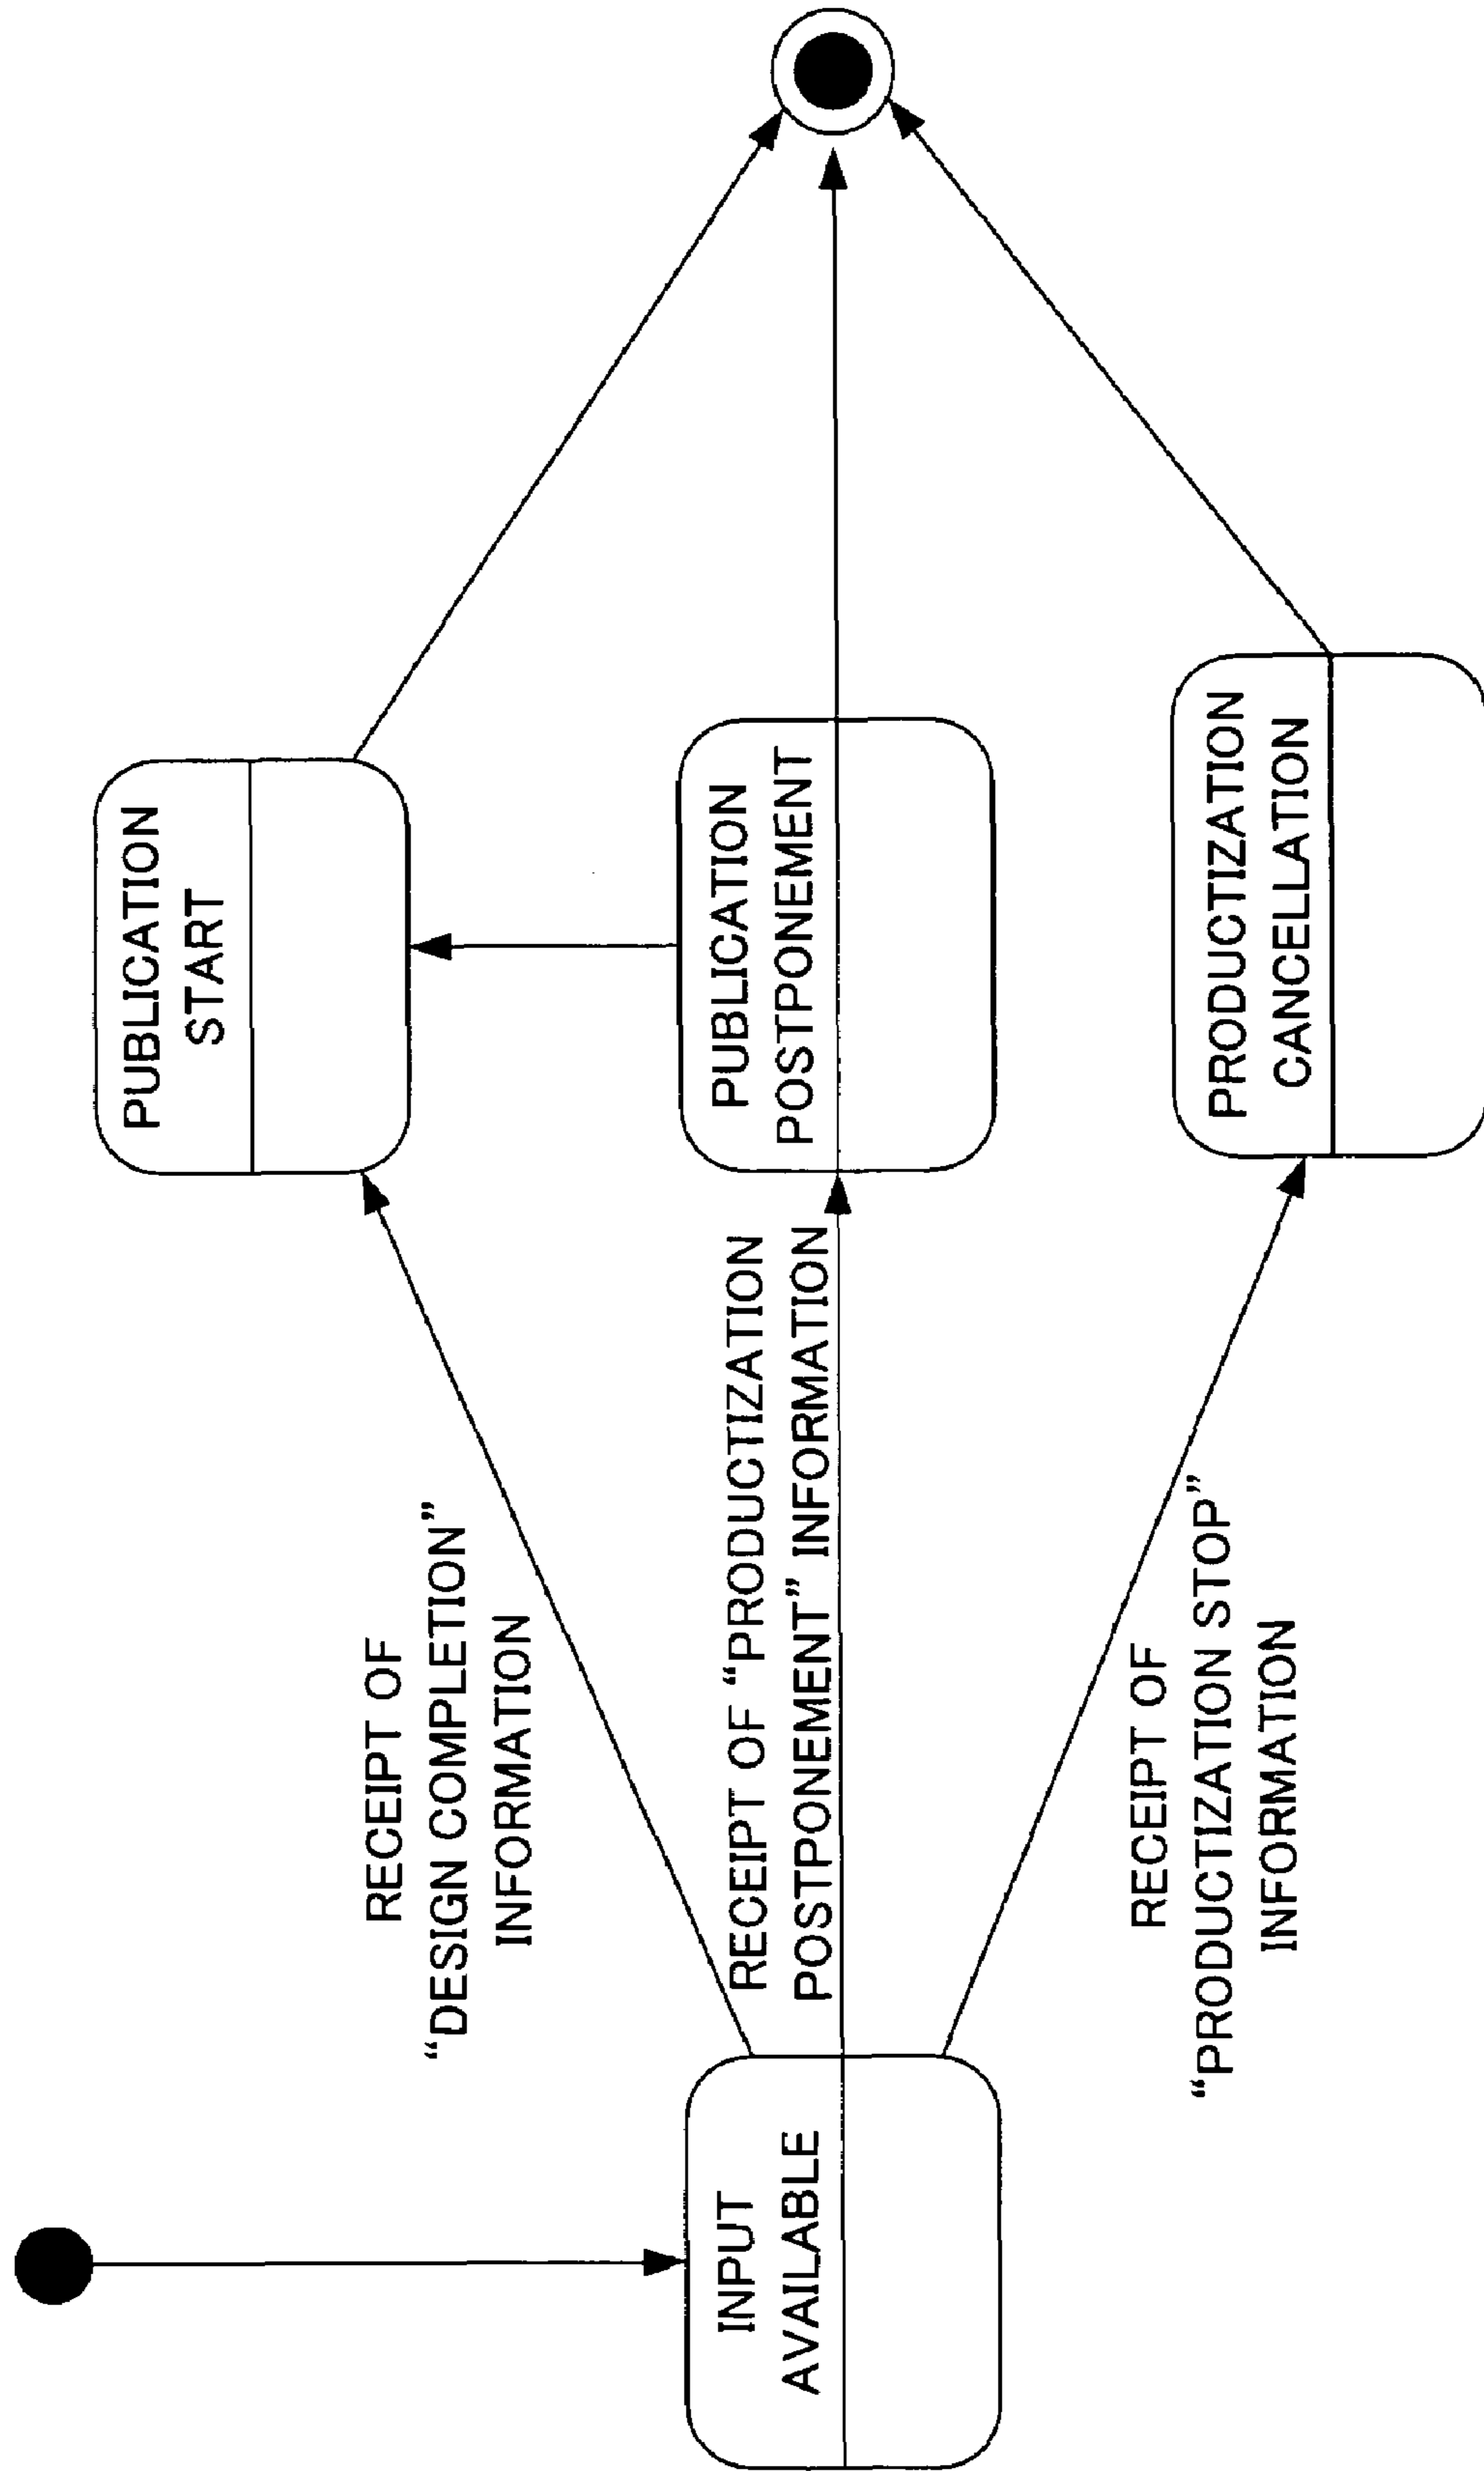 INPUT
AVAILABLE
RECEIPT OF
“DESIGN COMPLETION”
INFORMATION
RECEIPT OF “PRODUCTIZATION
POSTPONEMENT” INFORMATION
RECEIPT OF
“PRODUCTIZATION STOP”
INFORMATION
PUBLICATION
START
PUBLICATION
POSTPONEMENT
PRODUCTIZATION
CANCELLATION